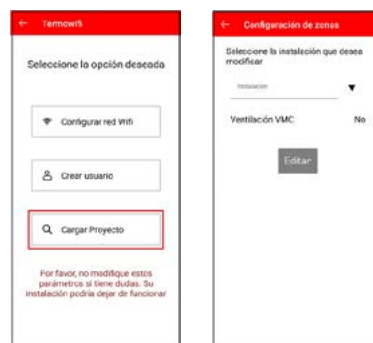 ← Termowifi
Seleccione la opción deseada
Configurar red Wifi
Crear usuario
Cargar Proyecto
Por favor, no modifique estos
parámetros si tiene dudas. Su
instalación podría dejar de funcionar
← Configuración de zonas
Seleccione la instalación que desea
modificar
Instalación
Ventilación VMC No
Editar